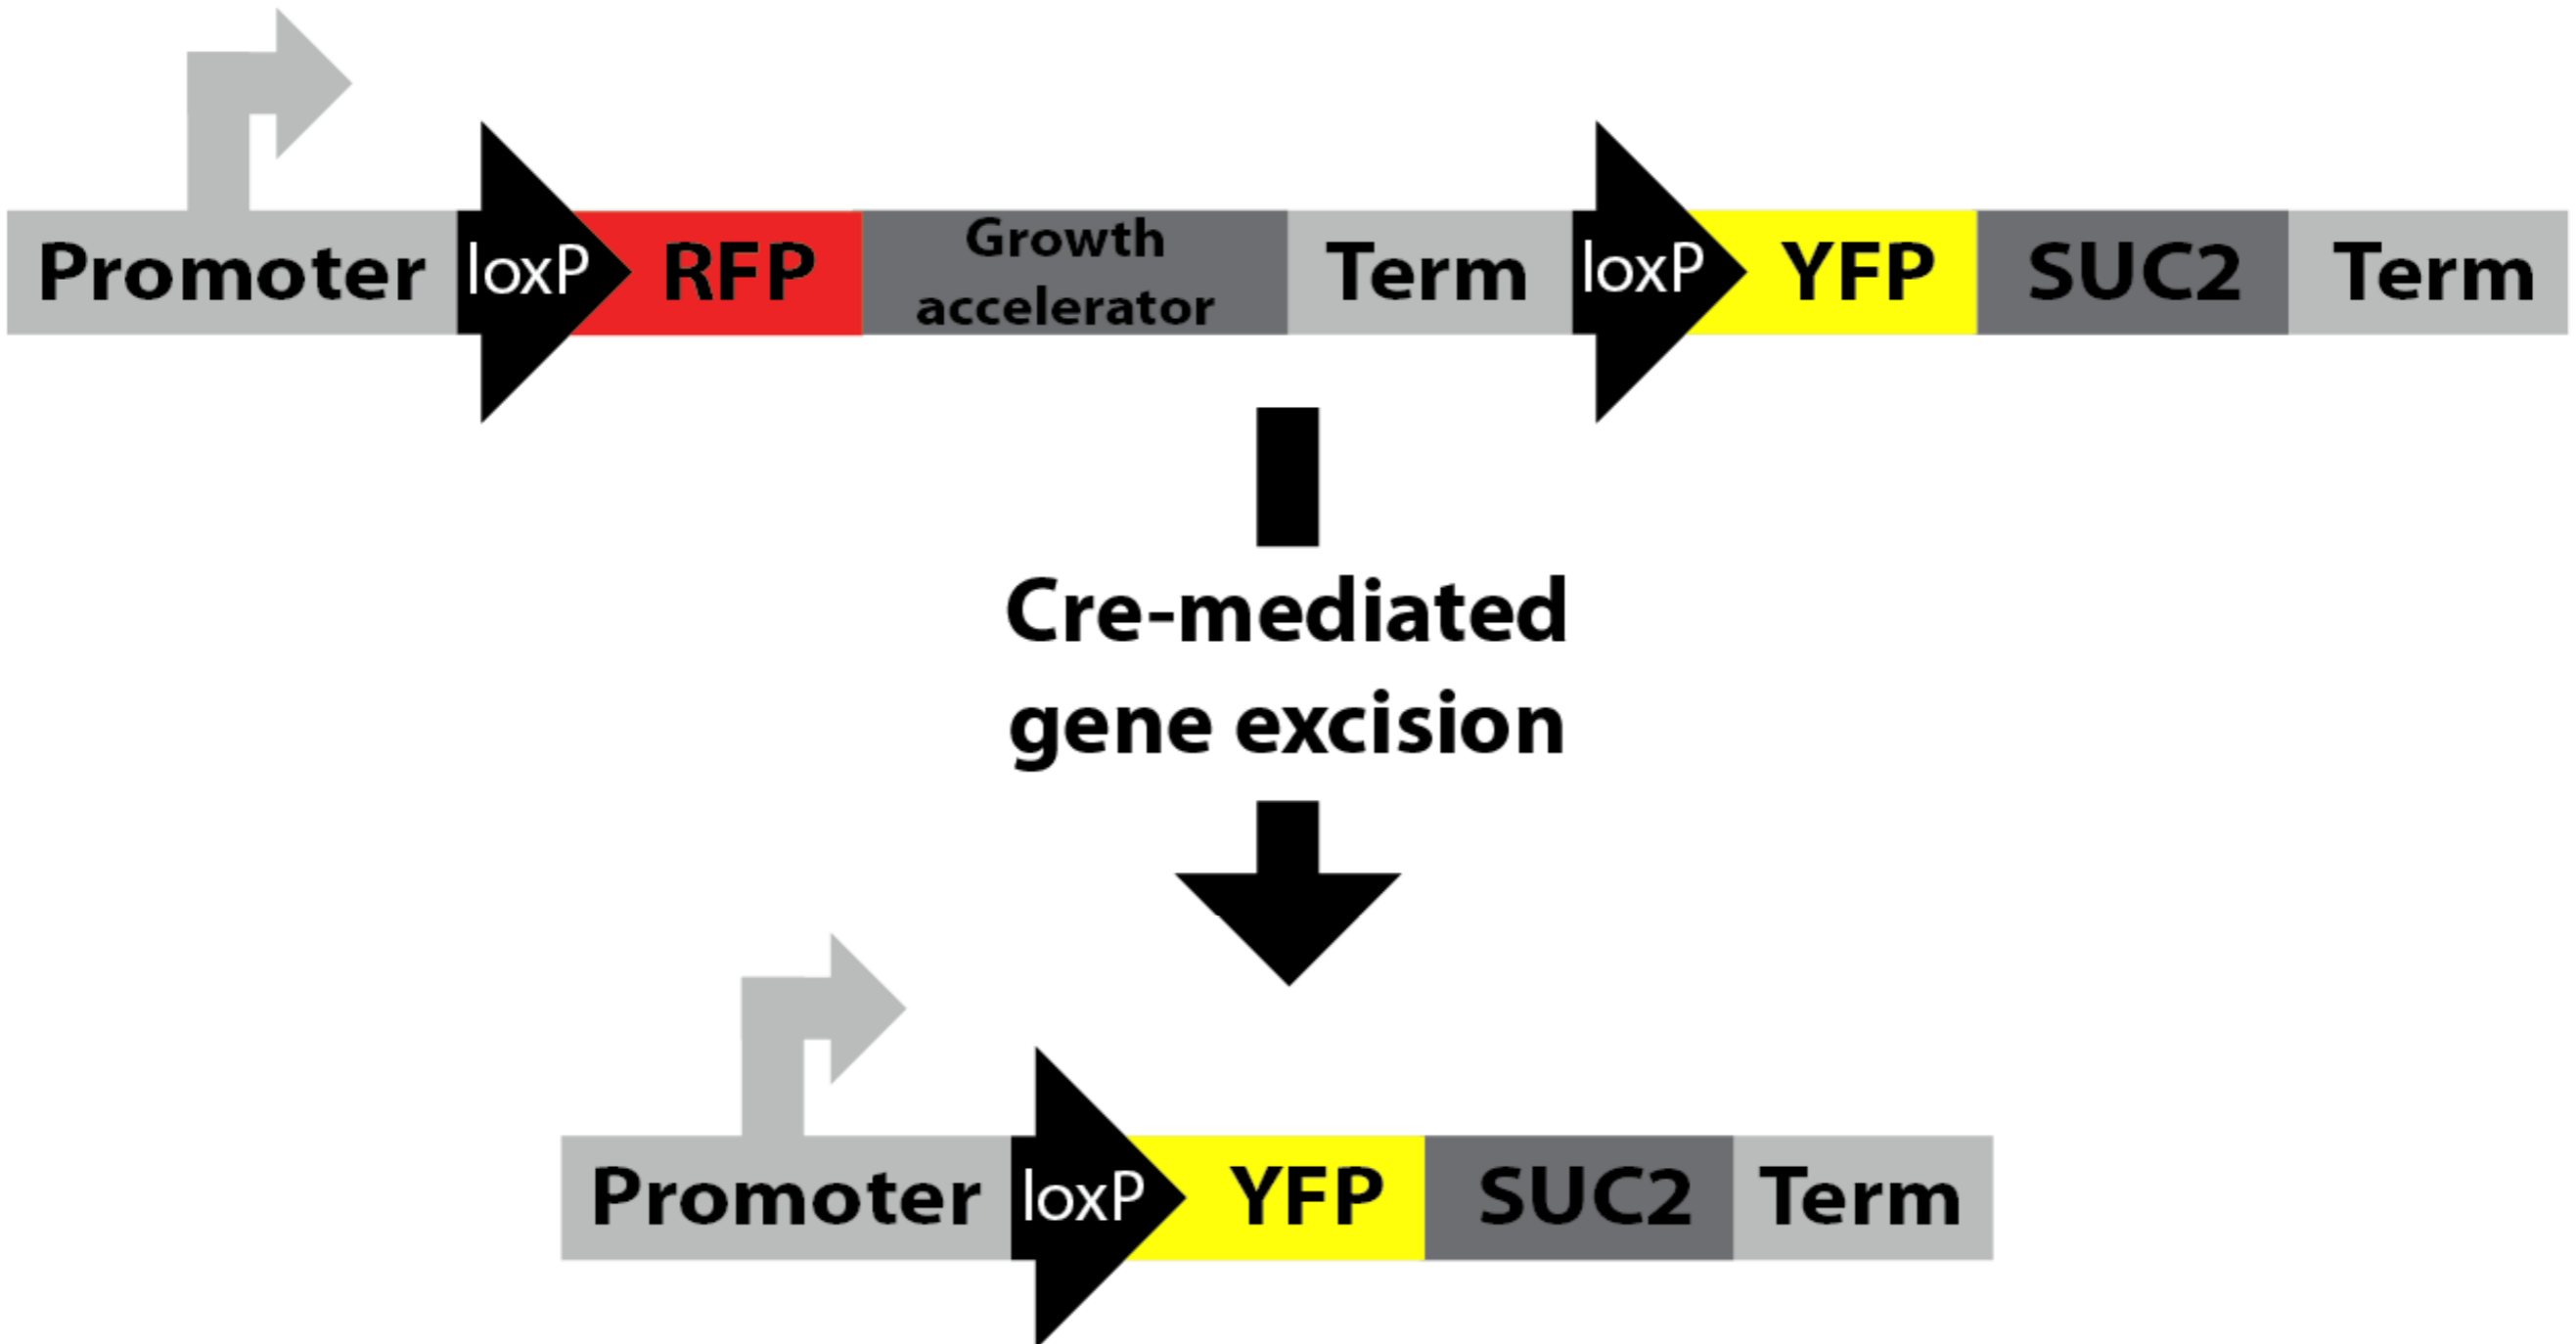 Promoter loxP RFP Growth accelerator Term loxP YFP SUC2 Term
Cre-mediated
gene excision
Promoter loxP YFP SUC2 Term